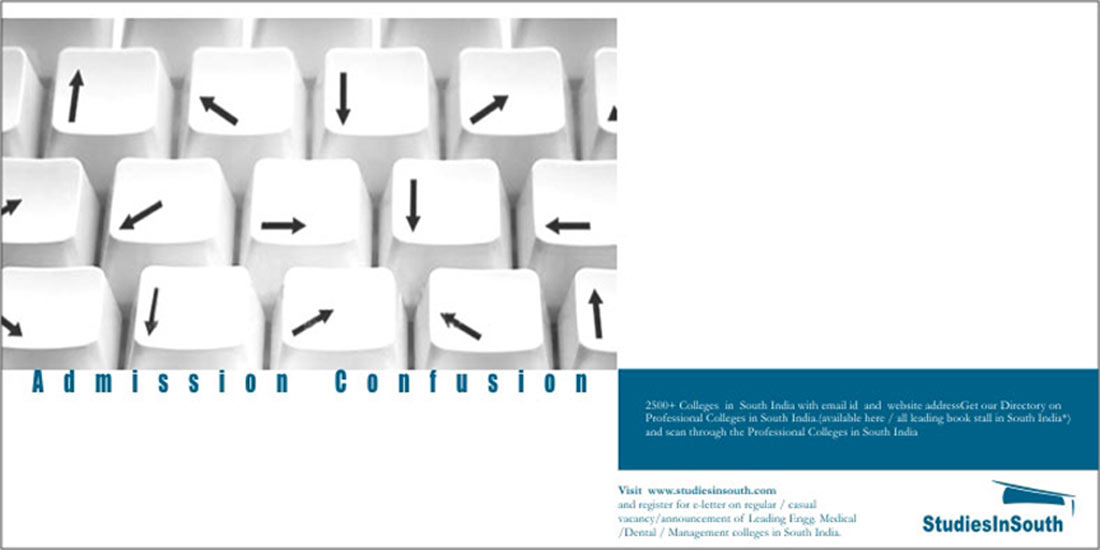 Admission Confusion
2500+ Colleges in South India with email id and website addressGet our Directory on
Professional Colleges in South India.(available here / all leading book stall in South India*)
and scan through the Professional Colleges in South India
Visit www.studiesinsouth.com
and register for e-letter on regular / casual
vacancy/announcement of Leading Engg. Medical
/Dental / Management colleges in South India.
StudiesInSouth